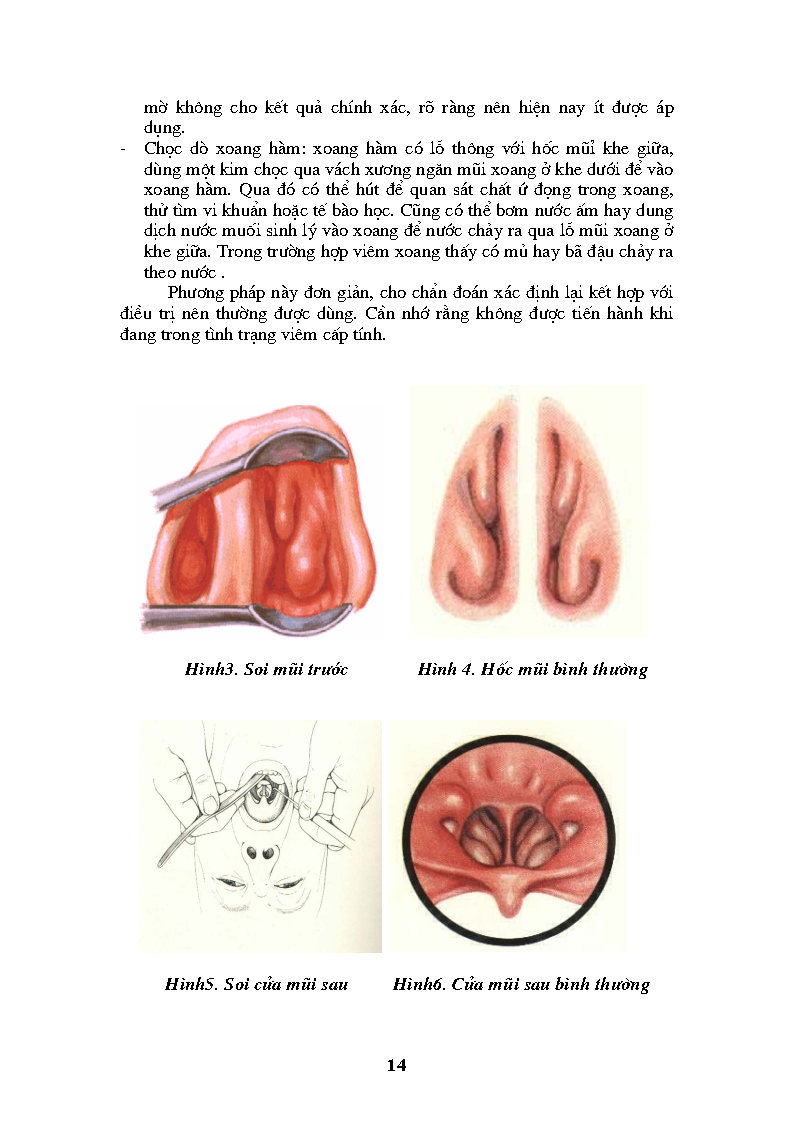 mờ không cho kết quả chính xác, rõ ràng nên hiện nay ít được áp
dụng.
- Chọc dò xoang hàm: xoang hàm có lỗ thông với hốc mũỉ khe giữa,
dùng một kim chọc qua vách xương ngăn mũi xoang ở khe dưới để vào
xoang hàm. Qua đó có thể hút để quan sát chất ứ đọng trong xoang,
thử tìm vi khuẩn hoặc tế bào học. Cũng có thể bơm nước ấm hay dung
dịch nước muối sinh lý vào xoang để nước chảy ra qua lỗ mũi xoang ở
khe giữa. Trong trường hợp viêm xoang thấy có mủ hay bã đậu chảy ra
theo nước .
Phương pháp này đơn giản, cho chẩn đoán xác định lại kết hợp với
điều trị nên thường được dùng. Cần nhớ rằng không được tiến hành khi
đang trong tình trạng viêm cấp tính.
Hình3. Soi mũi trước
Hình 4. Hốc mũi bình thường
Hình5. Soi cửa mũi sau
Hình6. Cửa mũi sau bình thường
14